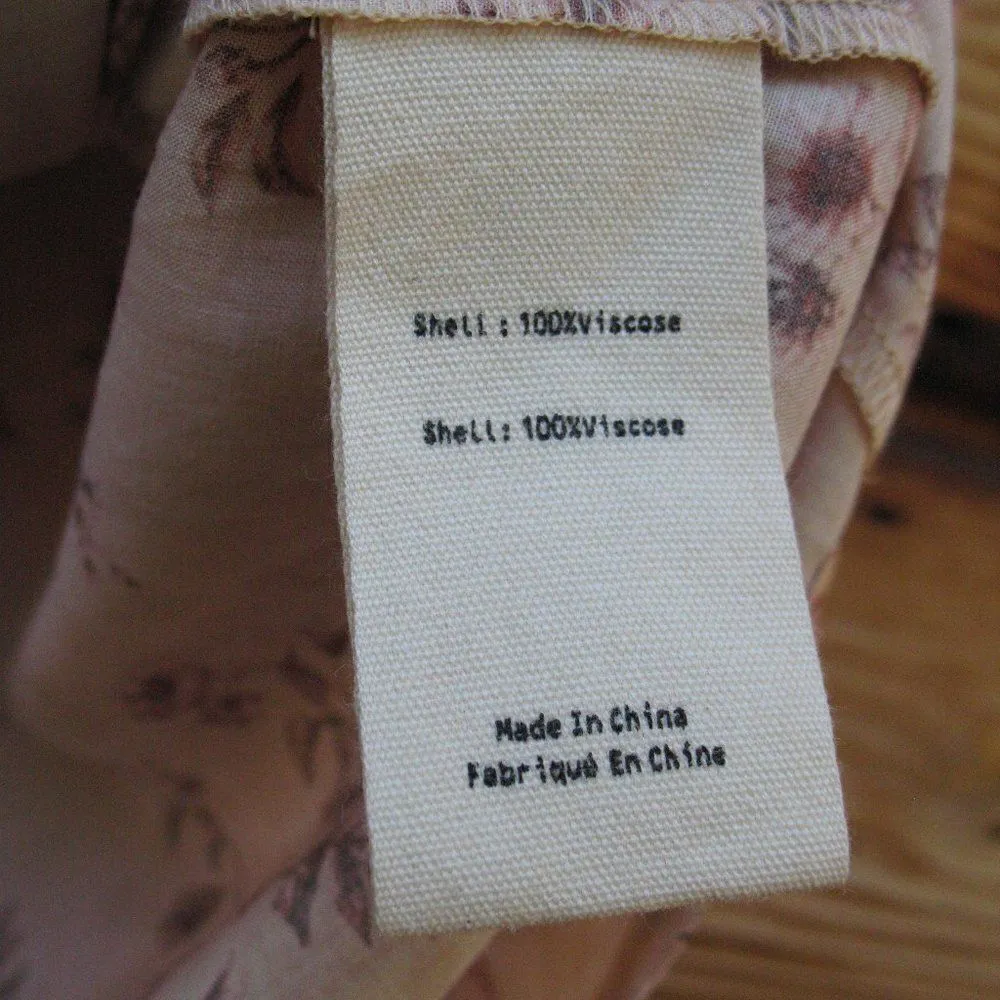 Shell : 100%Viscose
Shell: 100%Viscose
Made In China
Fabriqué En Chine